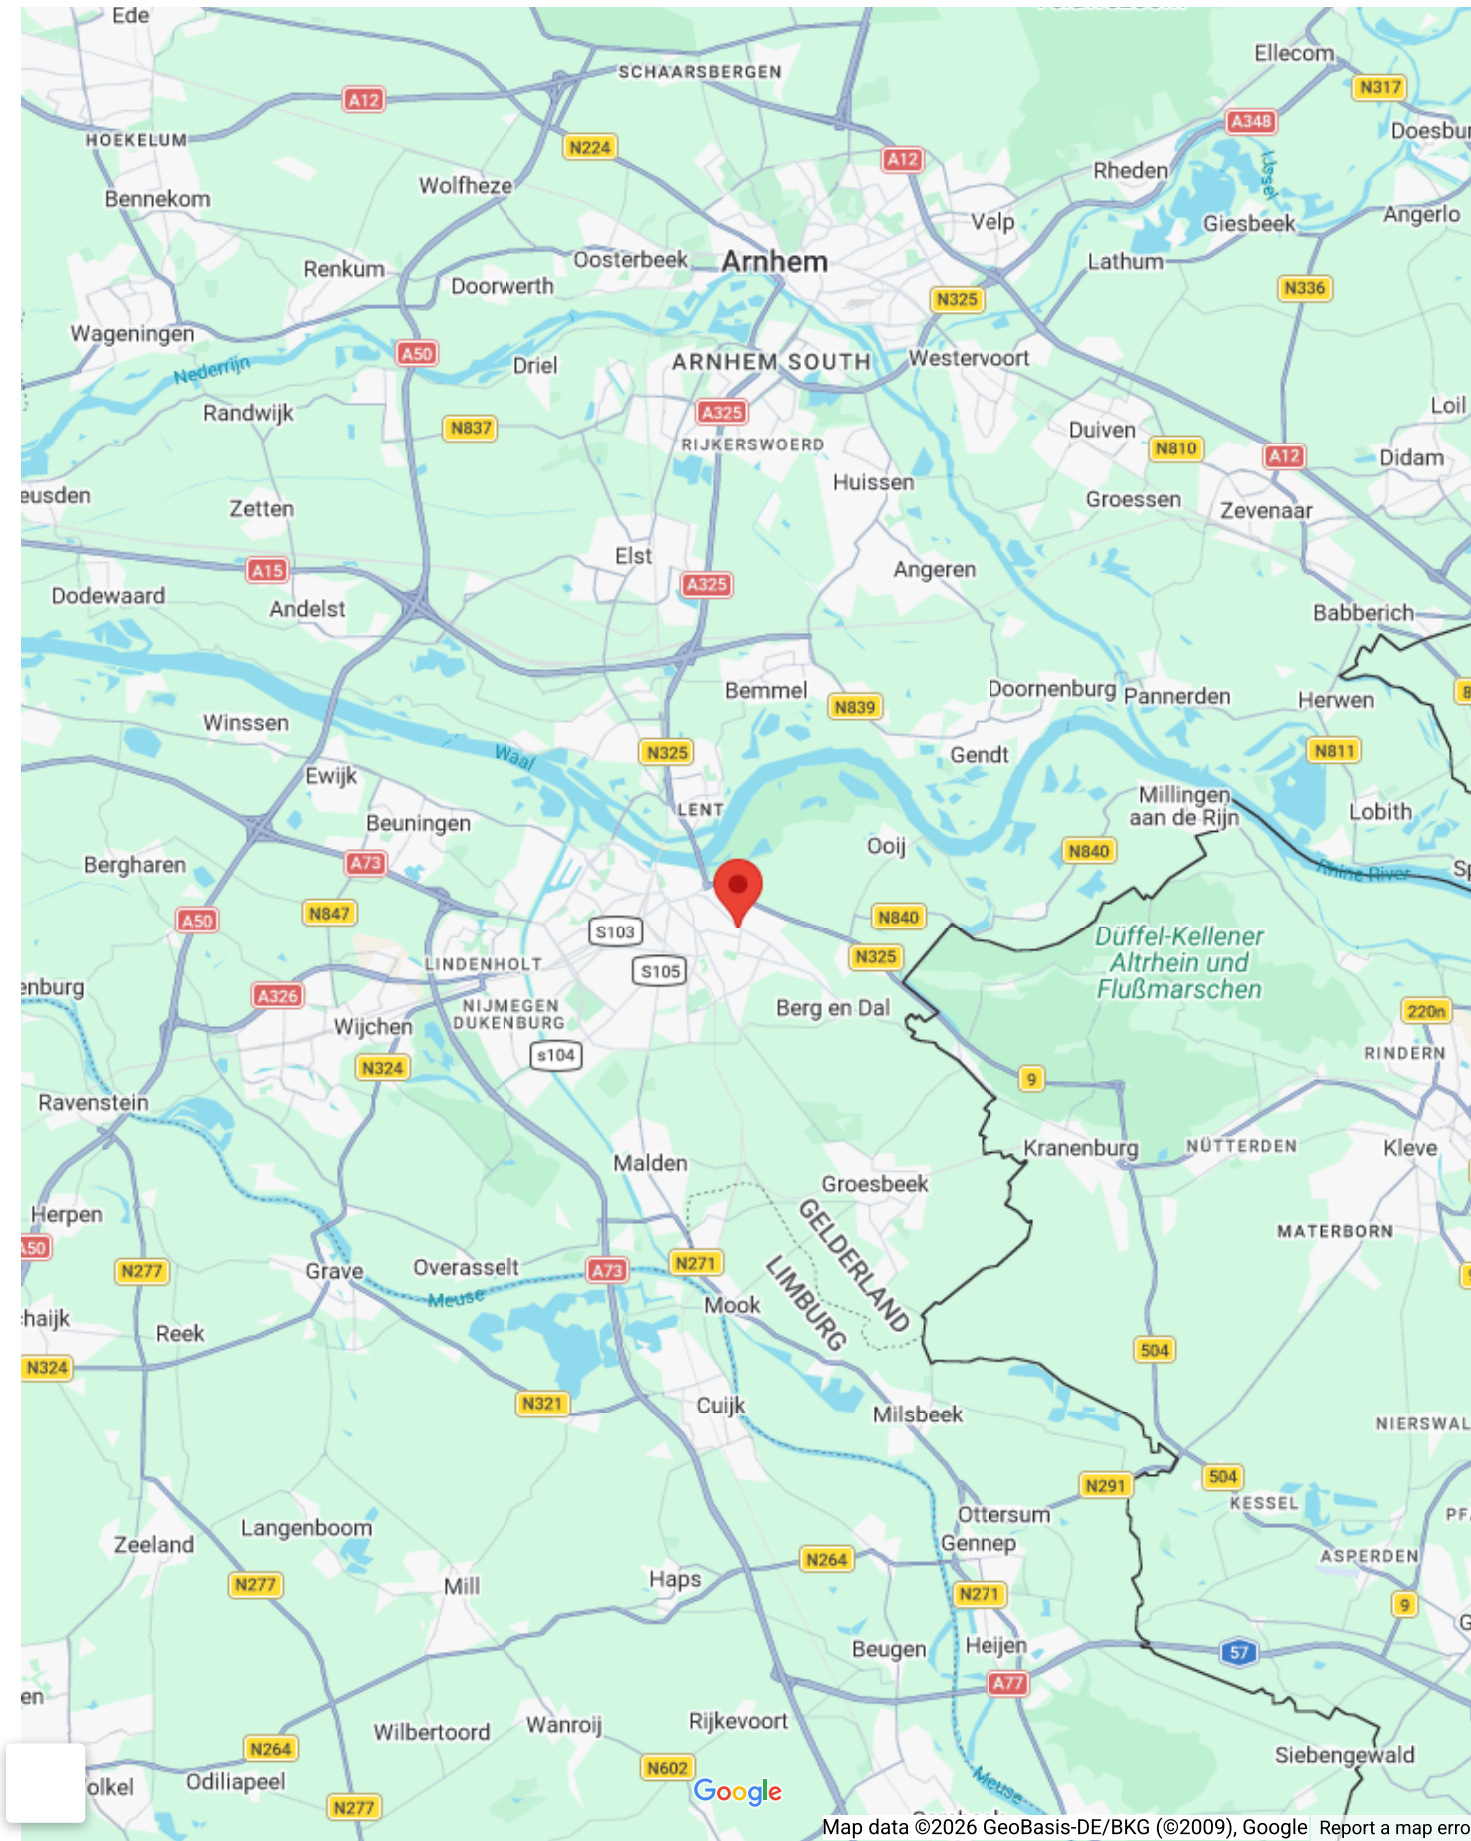 Ede
Ellecom
SCHAARSBERGEN
N317
A12
A348
HOEKELUM
N224
A12
Rheden
IJssel
Wolfheze
Bennekom
Velp
Giesbeek
Angerlo
Oosterbeek
Arnhem
Renkum
Doorwerth
Lathum
N325
N336
Wageningen
A50
Nederrijn
Driel
ARNHEM SOUTH
Westervoort
Randwijk
A325
Loil
N837
RIJKERSWOERD
Duiven
N810
A12
Didam
Huissen
Zetten
Groessen
Zevenaar
Elst
A15
A325
Angeren
Dodewaard
Andelst
Babberich
Bemmel
Doornenburg
Pannerden
Herwen
N839
Winssen
Waal
N325
Gendt
N811
Ewijk
Millingen
aan de Rijn
LENT
Lobith
Beuningen
Ooij
N840
Bergharen
A73
Rhine River
A50
N847
S103
N840
Düffel-Kellener
Altrhein und
Flußmarschen
N325
LINDENHOLT
S105
A326
NIJMEGEN
DUKENBURG
Berg en Dal
220n
Wijchen
s104
RINDERN
N324
9
Ravenstein
Kranenburg
NÜTTERDEN
Kleve
Malden
Groesbeek
Herpen
GELDERLAND
LIMBURG
MATERBORN
A50
N277
Grave
Overasselt
A73
N271
Meuse
Mook
Reek
N324
504
N321
Cuijk
Milsbeek
N291
504
KESSEL
Ottersum
Gennep
Langenboom
Zeeland
ASPERDEN
N264
N277
Mill
Haps
N271
9
Beugen
Heijen
57
A77
Wilbertoord
Wanroij
Rijkevoort
N264
Siebengewald
N602
Odiliapeel
Google
Meuse
N277
Map data ©2026 GeoBasis-DE/BKG (©2009), Google
Report a map erro